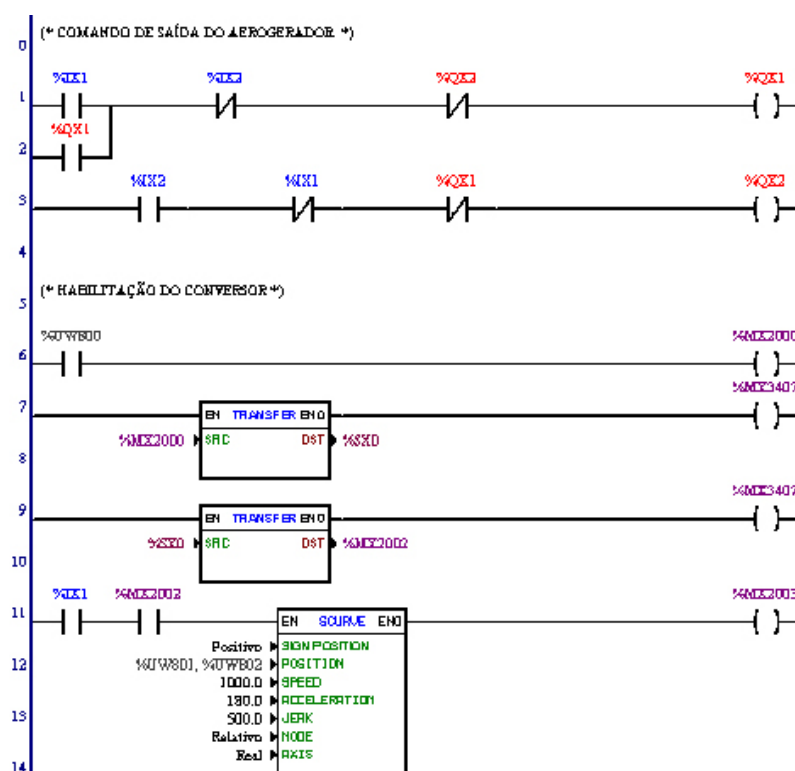 0
(* COMANDO DE SAÍDA DO AEROGERADOR *)
%IX1 %IX2 %QX2 %QX1
1
%QX1
2
%IX2 %IX1 %QX1 %QX2
3
4
(* HABILITAÇÃO DO CONVERSOR *)
5
%UW800 %MX2000
6
%MX3407
7
EN TRANSFER ENO
%MX2000 SRC DST %SX0
8
%MX3407
9
EN TRANSFER ENO
%SX0 SRC DST %MX2002
10
%IX1 %MX2002 %MX2003
11
EN SCURVE ENO
Positivo SIGN POSITION
12
%UW801, %UW802 POSITION
1000.0 SPEED
180.0 ACCELERATION
13
500.0 JERK
Relativo MODE
Real AXIS
14